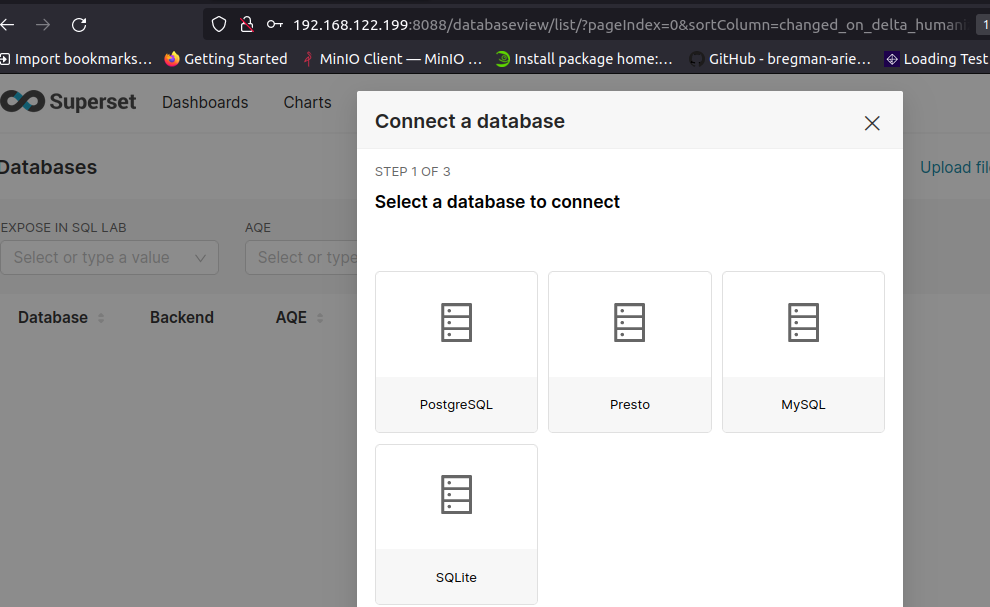 192.168.122.199:8088/databaseview/list/?pageIndex=0&sortColumn=changed_on_delta_humani
Import bookmarks... Getting Started MinIO Client — MinIO ... Install package home:... GitHub - bregman-arie... Loading Test
Superset Dashboards Charts
Connect a database
Databases
Upload fil
STEP 1 OF 3
Select a database to connect
EXPOSE IN SQL LAB AQE
Select or type a value Select or type
Database Backend AQE
PostgreSQL Presto MySQL
SQLite